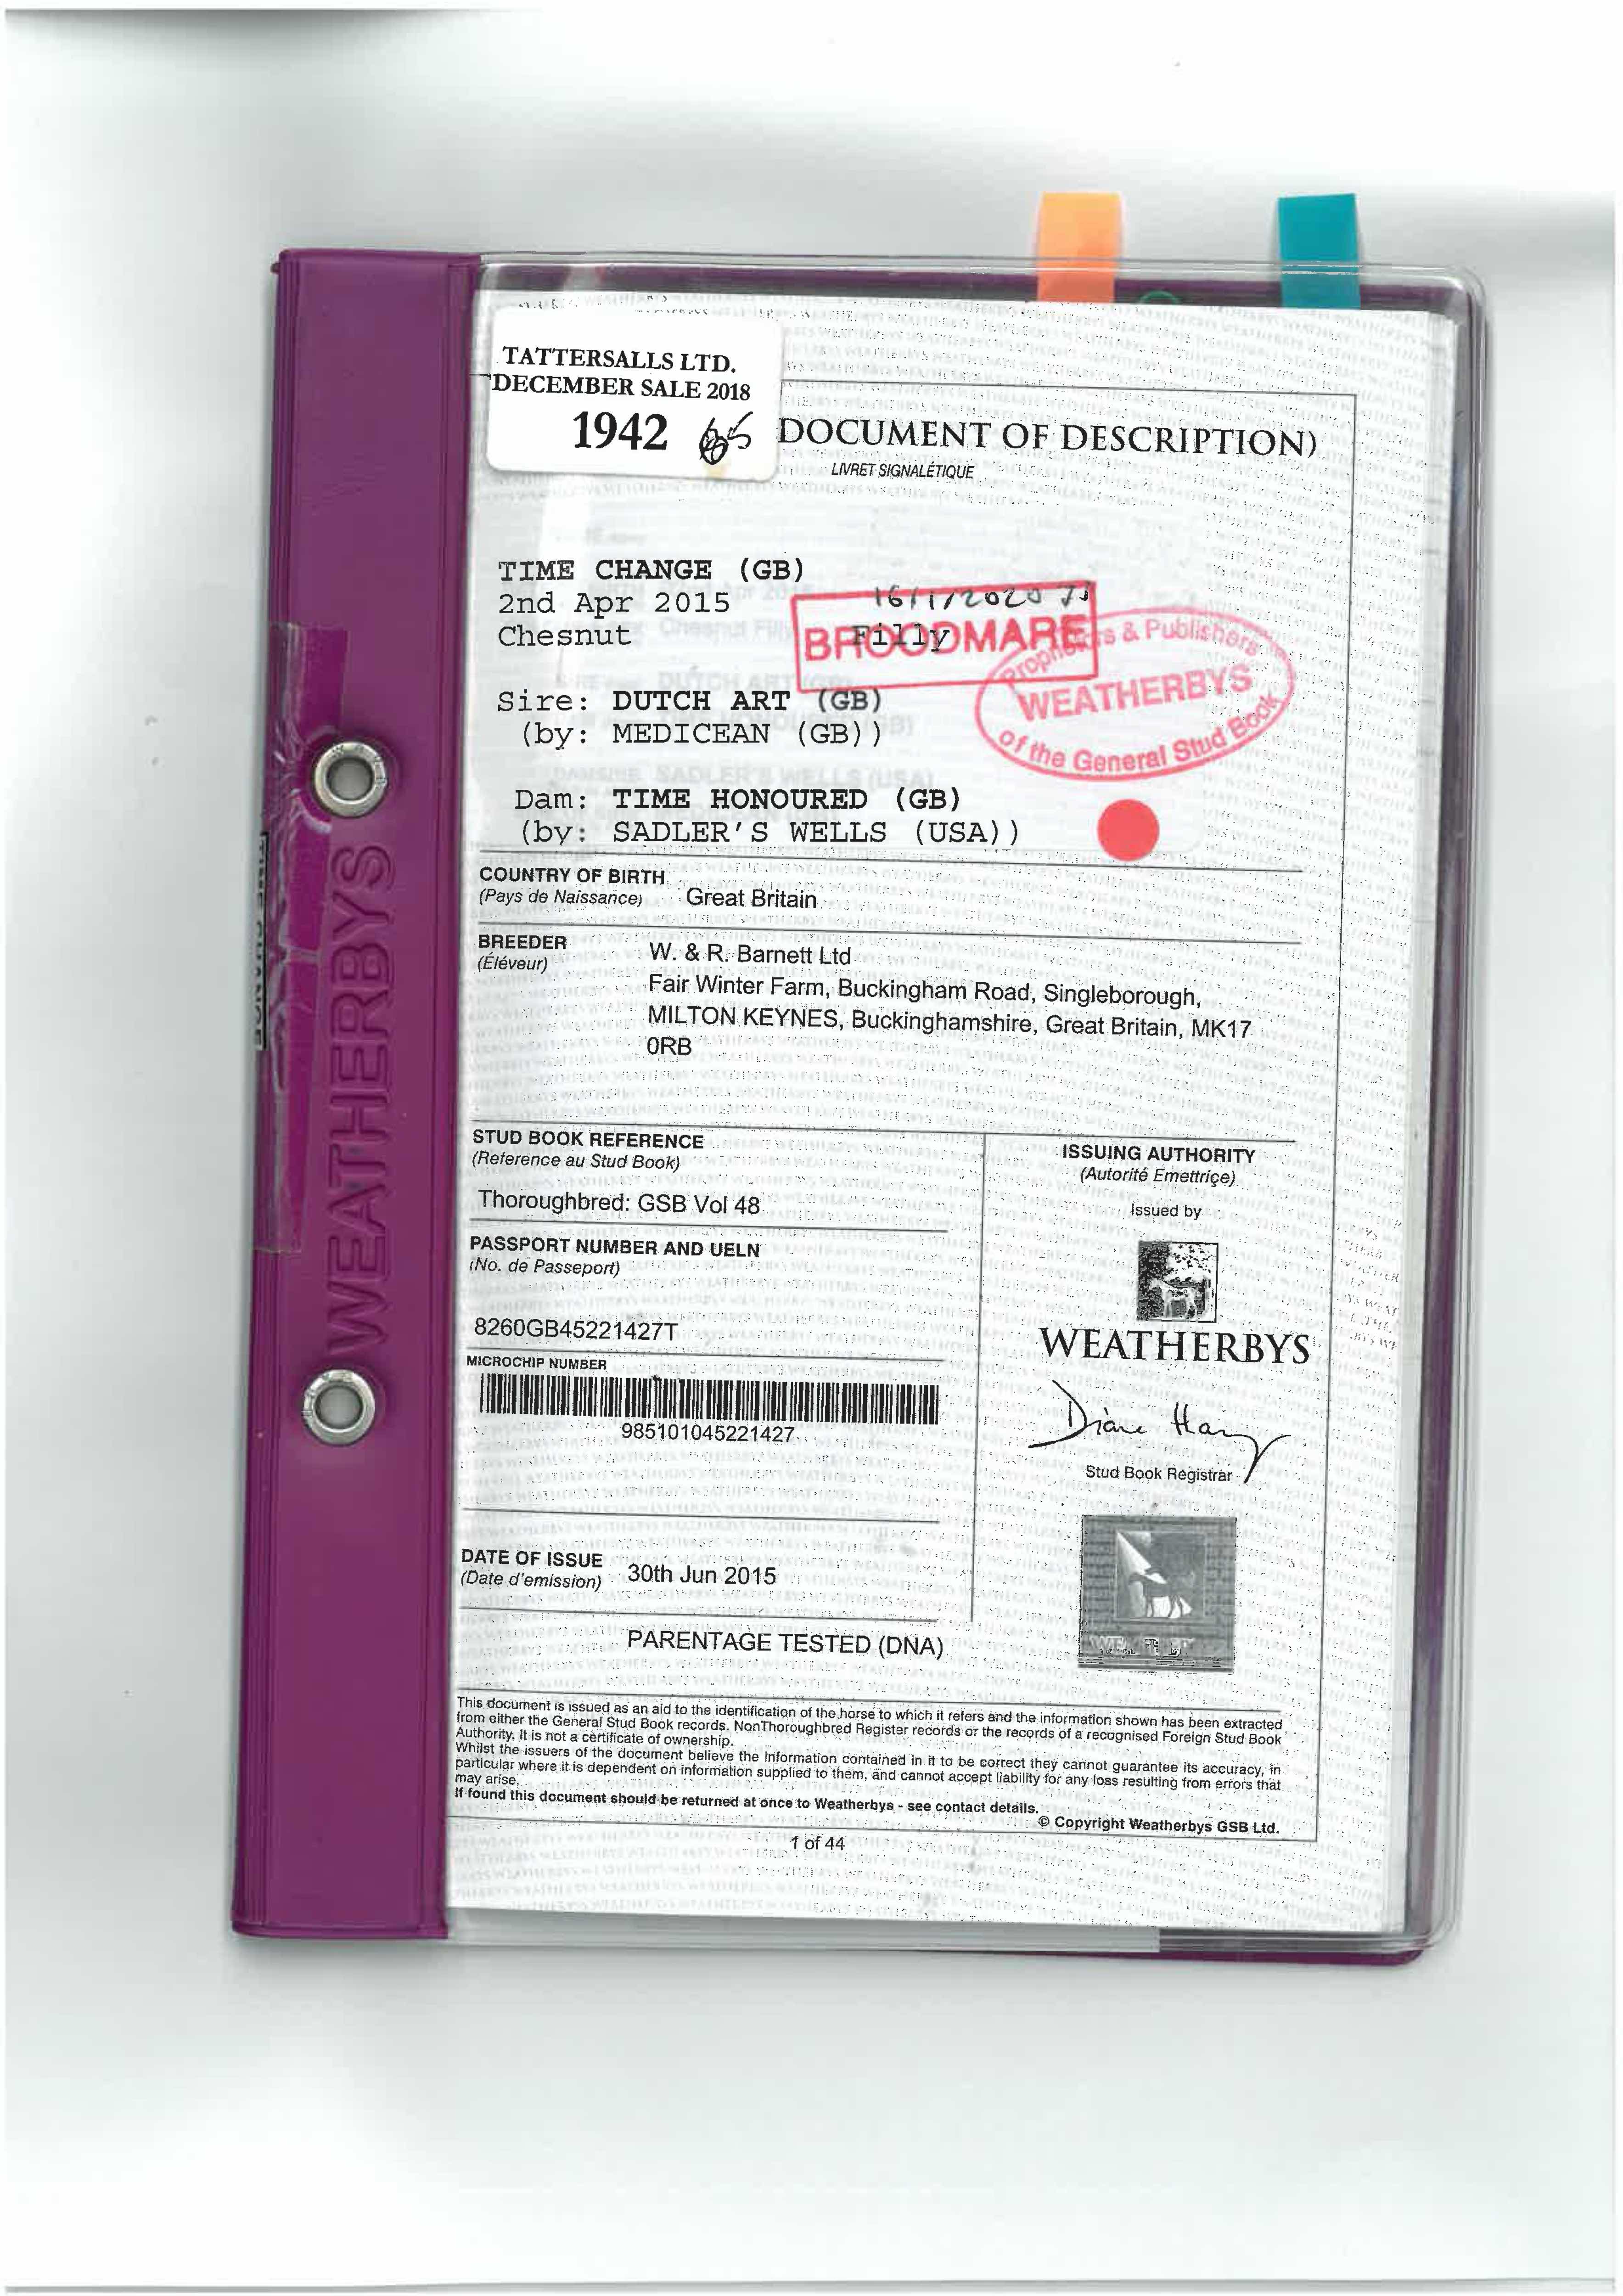 TATTERSALLS LTD.
DECEMBER SALE 2018
1942
DOCUMENT OF DESCRIPTION)
LIVRET SIGNALÉTIQUE
TIME CHANGE (GB)
2nd Apr 2015
16/1/2020
Chesnut
Filly
BROODMARE
& Publishers
WEATHERBYS
of the General Stud Book
Sire: DUTCH ART (GB)
(by: MEDICEAN (GB))
Dam: TIME HONOURED (GB)
(by: SADLER'S WELLS (USA))
COUNTRY OF BIRTH
(Pays de Naissance) Great Britain
BREEDER
(Éléveur)
W. & R. Barnett Ltd
Fair Winter Farm, Buckingham Road, Singleborough,
MILTON KEYNES, Buckinghamshire, Great Britain, MK17
0RB
STUD BOOK REFERENCE
(Reference au Stud Book)
Thoroughbred: GSB Vol 48
PASSPORT NUMBER AND UELN
(No. de Passeport)
8260GB45221427T
MICROCHIP NUMBER
985101045221427
DATE OF ISSUE
(Date d'emission) 30th Jun 2015
PARENTAGE TESTED (DNA)
ISSUING AUTHORITY
(Autorité Emettriçe)
Issued by
WEATHERBYS
Stud Book Registrar
This document is issued as an aid to the identification of the horse to which it refers and the information shown has been extracted
from either the General Stud Book records. NonThoroughbred Register records or the records of a recognised Foreign Stud Book
Authority. It is not a certificate of ownership.
Whilst the issuers of the document believe the information contained in it to be correct they cannot guarantee its accuracy, in
particular where it is dependent on information supplied to them, and cannot accept liability for any loss resulting from errors that
may arise.
If found this document should be returned at once to Weatherbys - see contact details.
© Copyright Weatherbys GSB Ltd.
1 of 44
WEATHERBYS